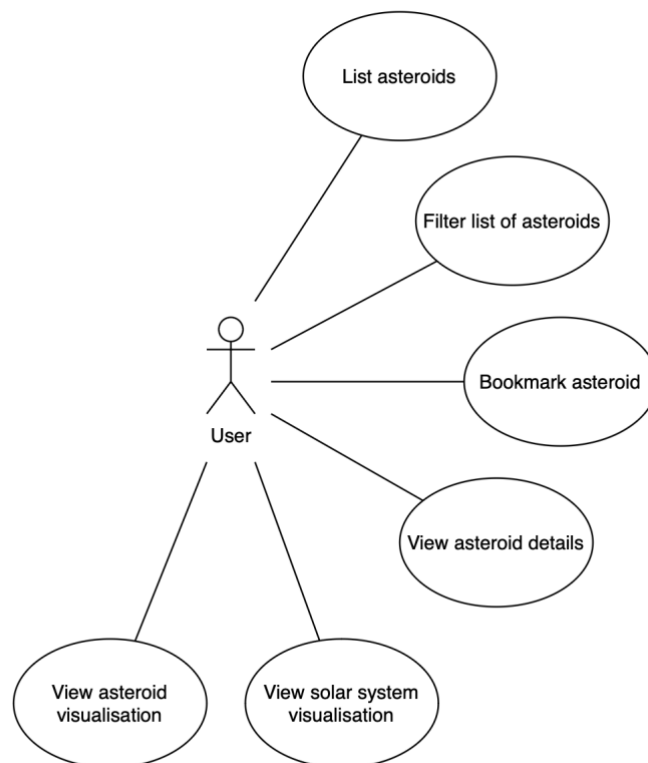 List asteroids
Filter list of asteroids
Bookmark asteroid
User
View asteroid details
View asteroid
visualisation
View solar system
visualisation